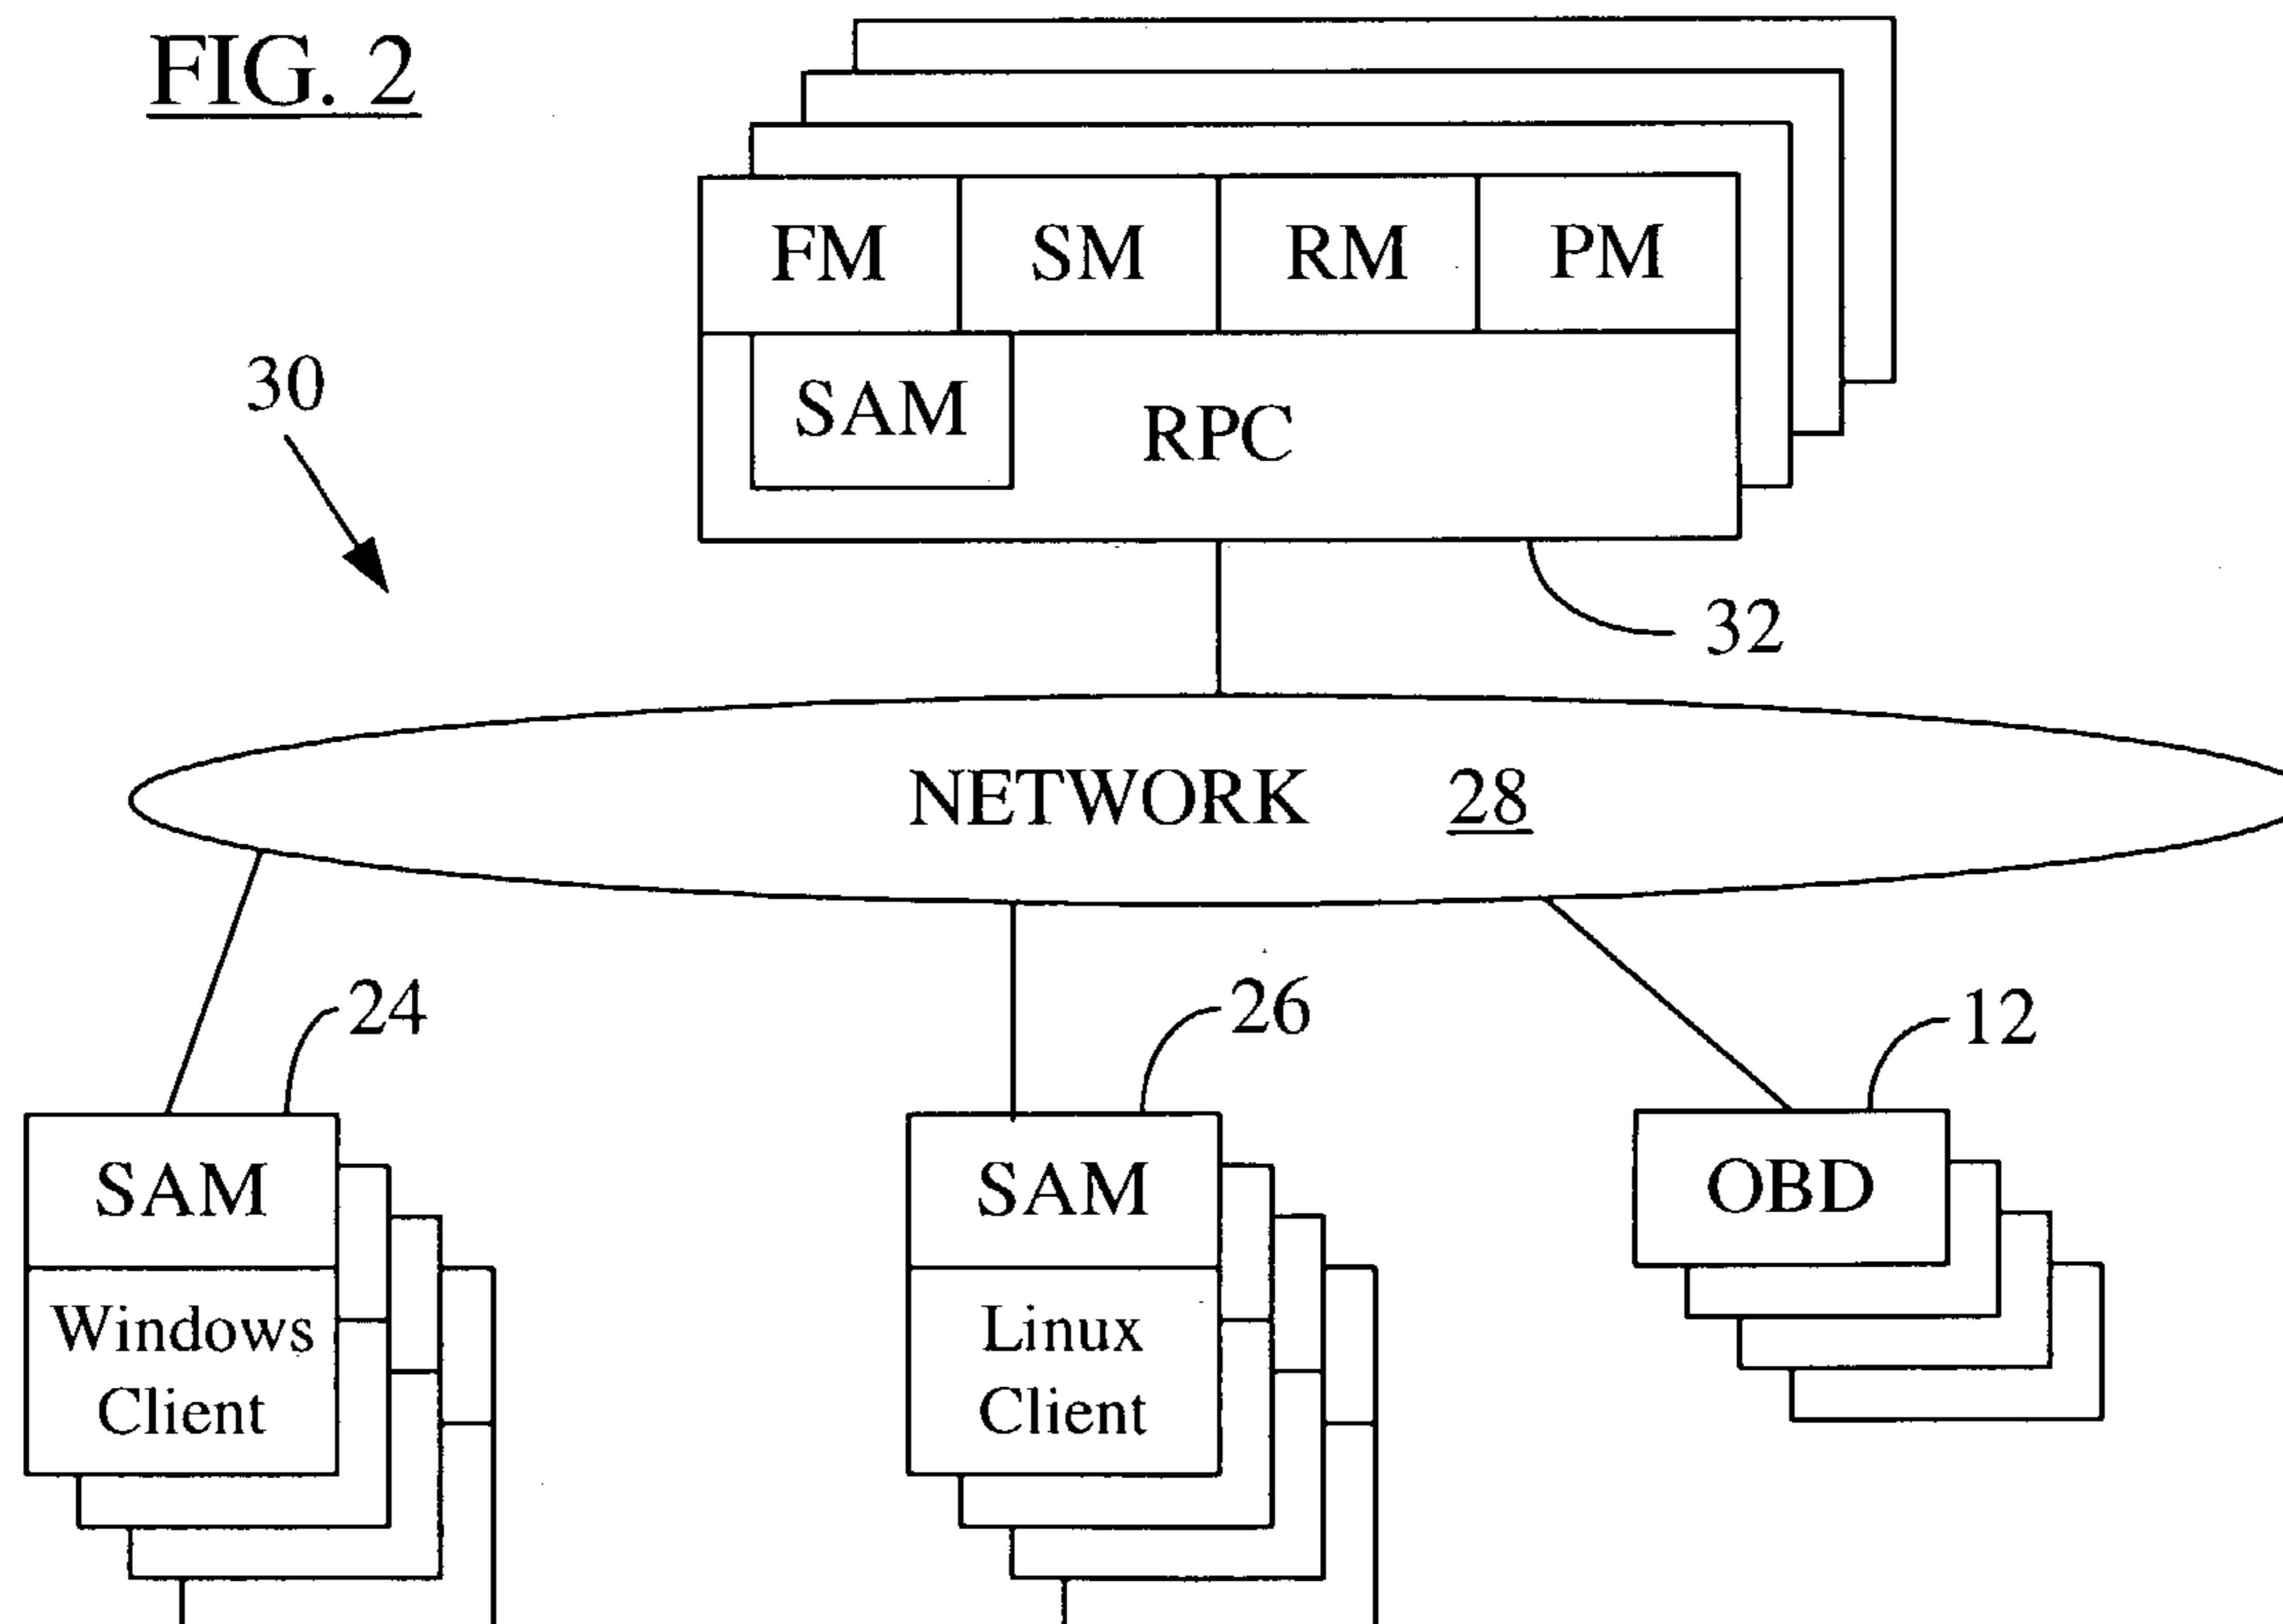 FIG. 2
FM SM RM PM
30
SAM RPC
32
NETWORK 28
24 26 12
SAM SAM OBD
Windows Linux
Client Client